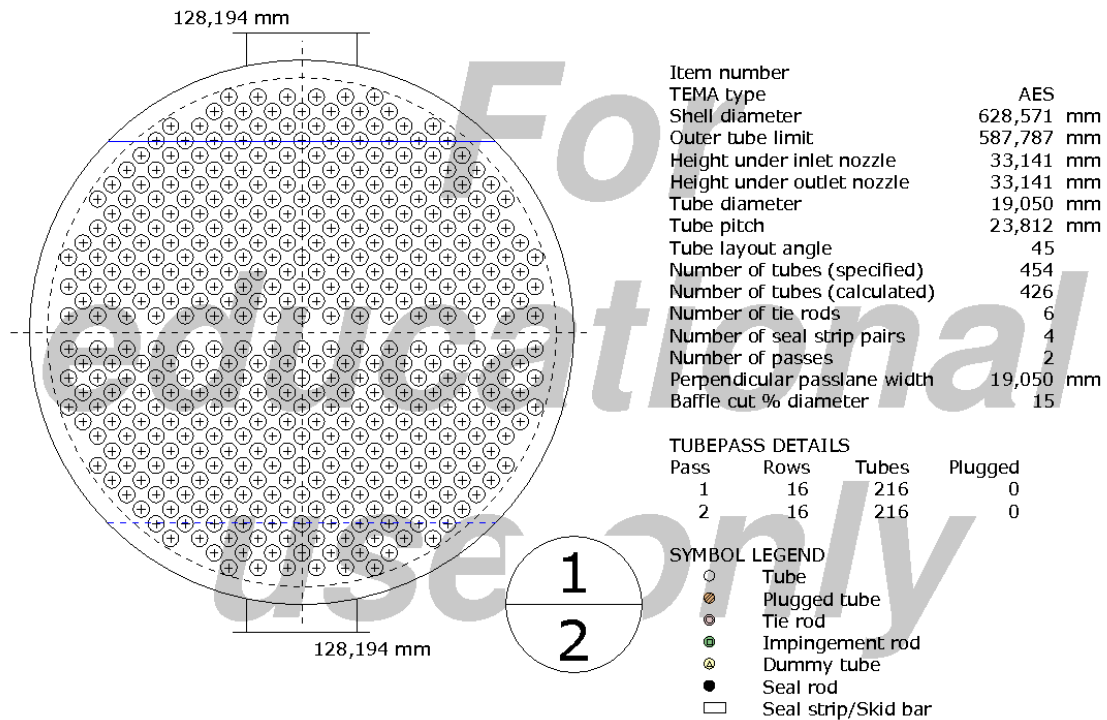 128,194 mm
For educational use only
Item number
TEMA type AES
Shell diameter 628,571 mm
Outer tube limit 587,787 mm
Height under inlet nozzle 33,141 mm
Height under outlet nozzle 33,141 mm
Tube diameter 19,050 mm
Tube pitch 23,812 mm
Tube layout angle 45
Number of tubes (specified) 454
Number of tubes (calculated) 426
Number of tie rods 6
Number of seal strip pairs 4
Number of passes 2
Perpendicular passlane width 19,050 mm
Baffle cut % diameter 15
TUBEPASS DETAILS
Pass Rows Tubes Plugged
1 16 216 0
2 16 216 0
SYMBOL LEGEND
Tube
Plugged tube
Tie rod
Impingement rod
Dummy tube
Seal rod
Seal strip/Skid bar
1
2
128,194 mm